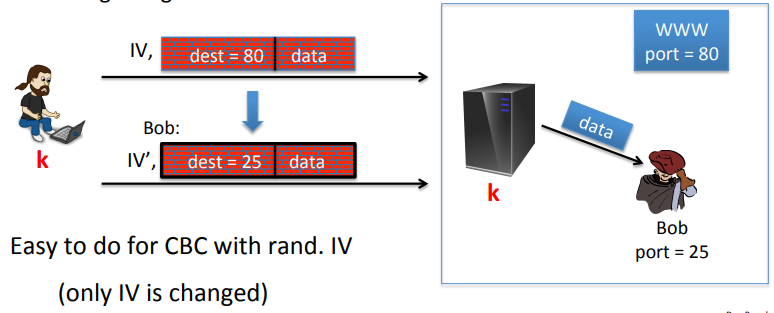 IV, dest = 80 data
k
Bob:
IV’, dest = 25 data
WWW
port = 80
data
k
Bob
port = 25
Easy to do for CBC with rand. IV
(only IV is changed)